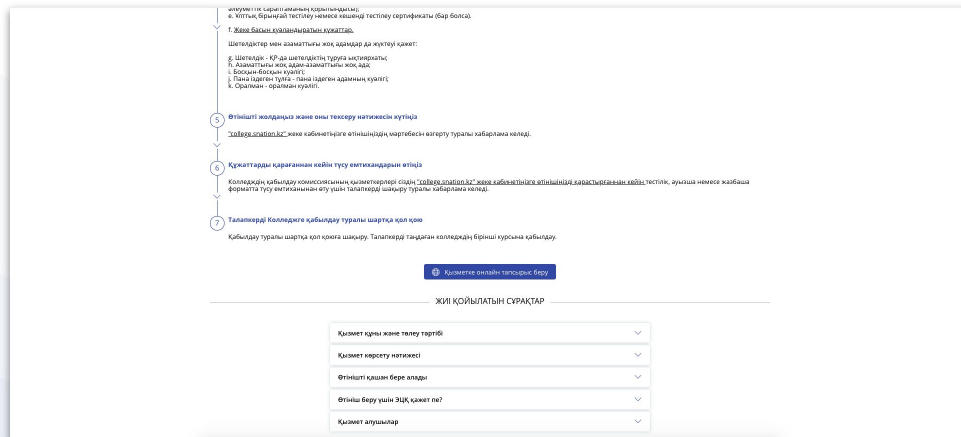 әлеуметтік сараптаманың қорытындысы);
е. Ұлттық бірыңғай тестілеу немесе кешенді тестілеу сертификаты (бар болса).
f. Жеке басын қуаландыратын құжаттар.
Шетелдіктер мен азаматтығы жоқ адамдар да жүктеуі қажет:
g. Шетелдік - ҚР-да шетелдіктің тұруға ықтиярхаты;
h. Азаматтығы жоқ адам-азаматтығы жоқ ада;
i. Босқын-босқын куәлігі;
j. Пана іздеген тұлға - пана іздеген адамның куәлігі;
k. Оралман - оралман куәлігі.
5 Өтінішті жолдаңыз және оны тексеру нәтижесін күтіңіз
"college.snation.kz" жеке кабинетіңізге өтінішіңіздің мәртебесін өзгерту туралы хабарлама келеді.
6 Құжаттарды қарағаннан кейін түсу емтихандарын өтіңіз
Колледждің қабылдау комиссиясының қызметкерлері сіздің "college.snation.kz" жеке кабинетіңізге өтінішіңізді қарастырғаннан кейін тестілік, ауызша немесе жазбаша
форматта түсу емтиханынан өту үшін талапкерді шақыру туралы хабарлама келеді.
7 Талапкерді Колледжге қабылдау туралы шартқа қол қою
Қабылдау туралы шартқа қол қоюға шақыру. Талапкерді таңдаған колледждің бірінші курсына қабылдау.
Қызметке онлайн тапсырыс беру
ЖИІ ҚОЙЫЛАТЫН СҰРАҚТАР
Қызмет құны және төлеу тәртібі
Қызмет көрсету нәтижесі
Өтінішті қашан бере алады
Өтініш беру үшін ЭЦҚ қажет пе?
Қызмет алушылар